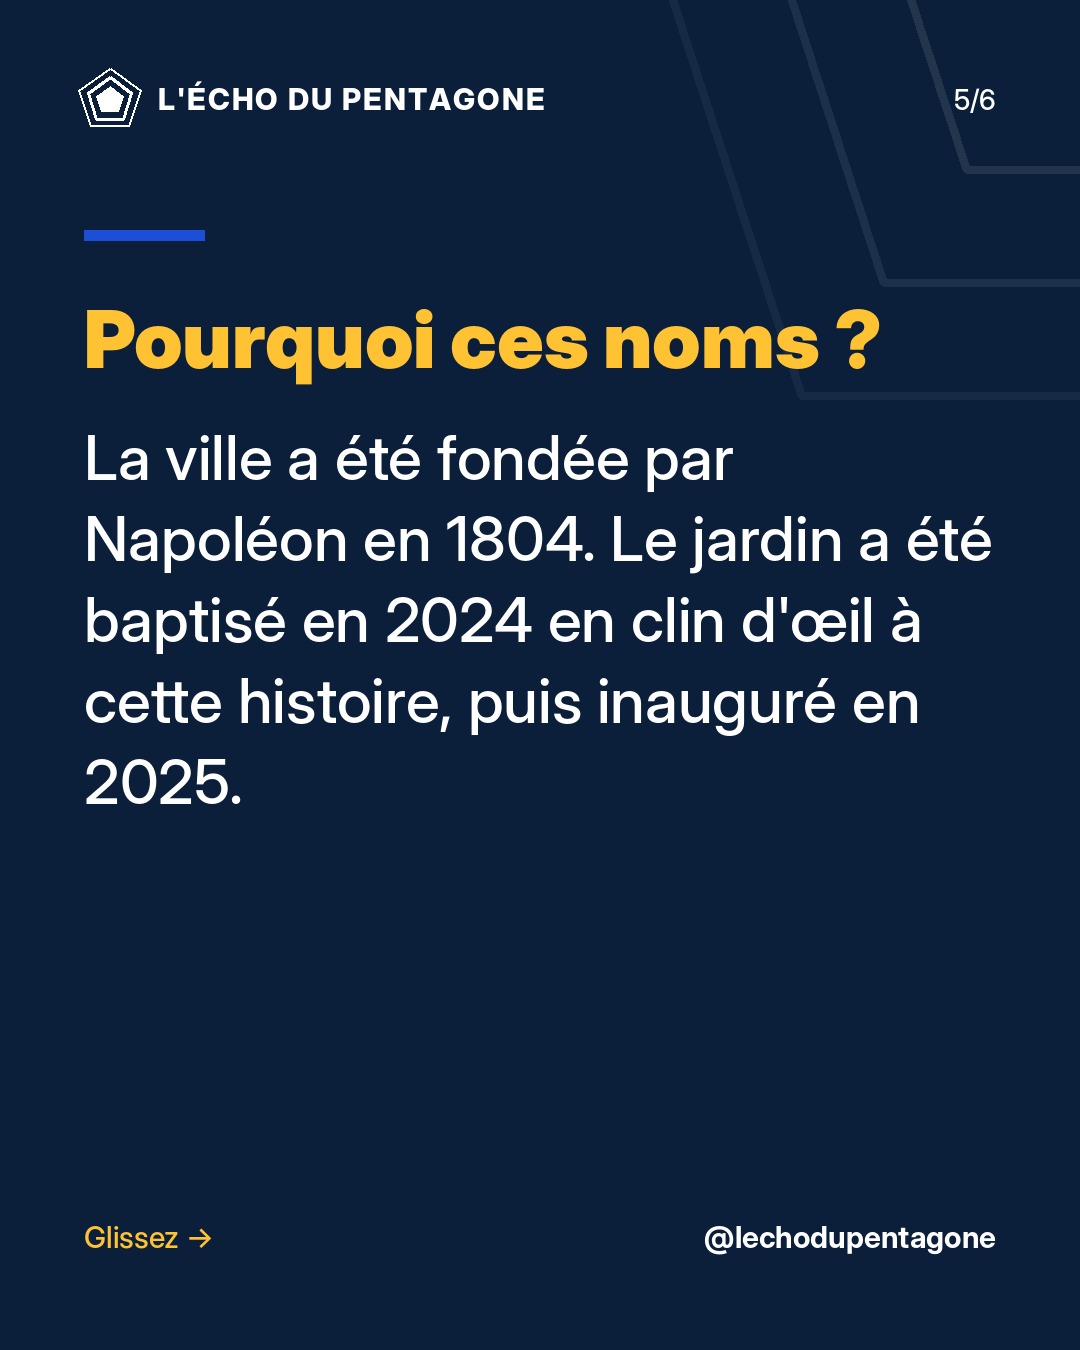 L'ÉCHO DU PENTAGONE
5/6
Pourquoi ces noms ?
La ville a été fondée par
Napoléon en 1804. Le jardin a été
baptisé en 2024 en clin d'œil à
cette histoire, puis inauguré en
2025.
Glissez →
@lechodupentagone